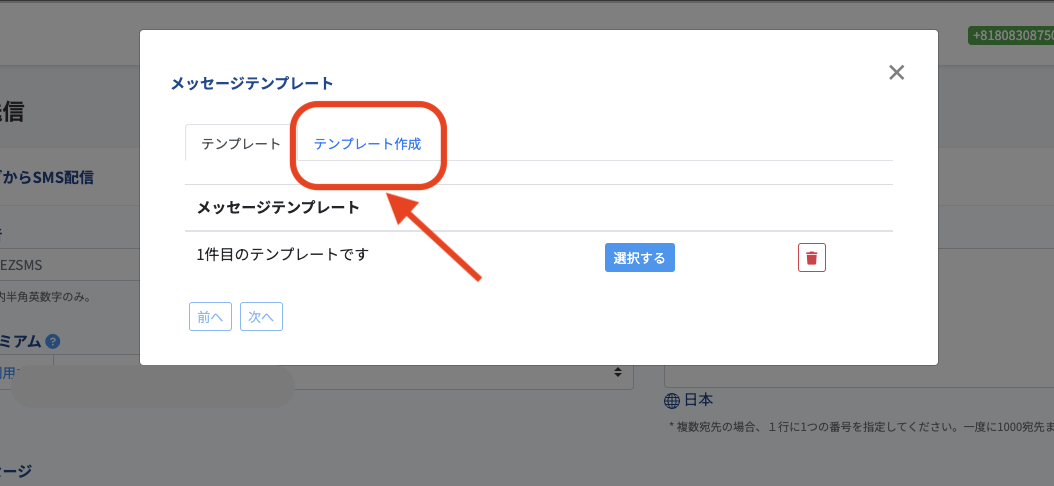 +8180830875
メッセージテンプレート
信
テンプレート
テンプレート作成
からSMS配信
メッセージテンプレート
1件目のテンプレートです
選択する
EZSMS
内半角英数字のみ。
前へ
次へ
ミアム
?
用
日本
* 複数宛先の場合、１行に1つの番号を指定してください。一度に1000宛先ま
ージ